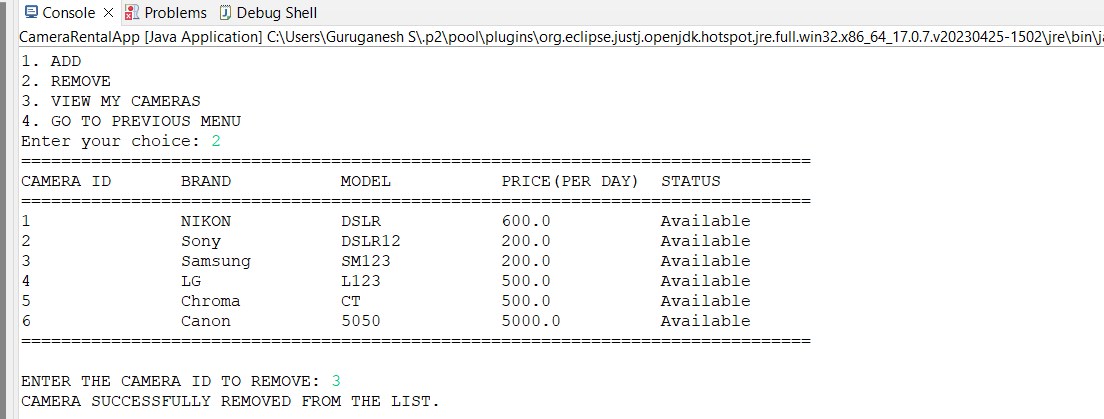 Console Problems Debug Shell
CameraRentalApp [Java Application] C:\Users\Guruganesh S\.p2\pool\plugins\org.eclipse.justj.openjdk.hotspot.jre.full.win32.x86_64_17.0.7.v20230425-1502\jre\bin\ja
1. ADD
2. REMOVE
3. VIEW MY CAMERAS
4. GO TO PREVIOUS MENU
Enter your choice: 2
===============================================================================
CAMERA ID BRAND MODEL PRICE(PER DAY) STATUS
===============================================================================
1 NIKON DSLR 600.0 Available
2 Sony DSLR12 200.0 Available
3 Samsung SM123 200.0 Available
4 LG L123 500.0 Available
5 Chroma CT 500.0 Available
6 Canon 5050 5000.0 Available
===============================================================================
ENTER THE CAMERA ID TO REMOVE: 3
CAMERA SUCCESSFULLY REMOVED FROM THE LIST.